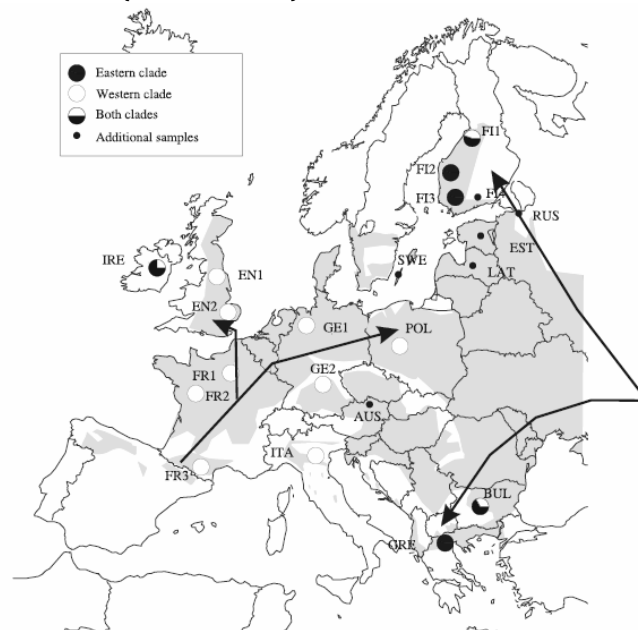 Eastern clade
Western clade
Both clades
Additional samples
FI1
FI2
FI3
RUS
EST
LAT
SWE
IRE
EN1
EN2
GE1
POL
GE2
FR1
FR2
AUS
ITA
FR3
BUL
GRE